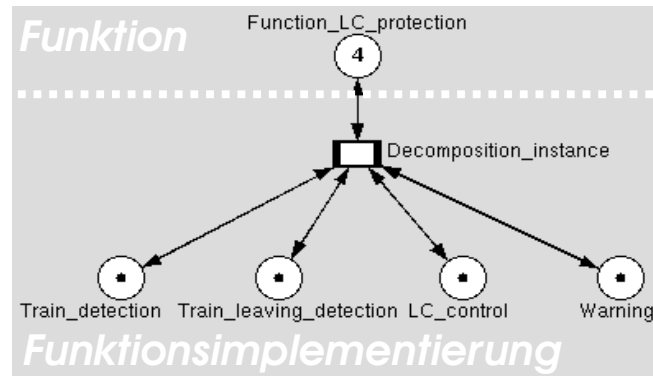 Funktion
Function_LC_protection
4
Decomposition_instance
Train_detection
Train_leaving_detection
LC_control
Warning
Funktionsimplementierung